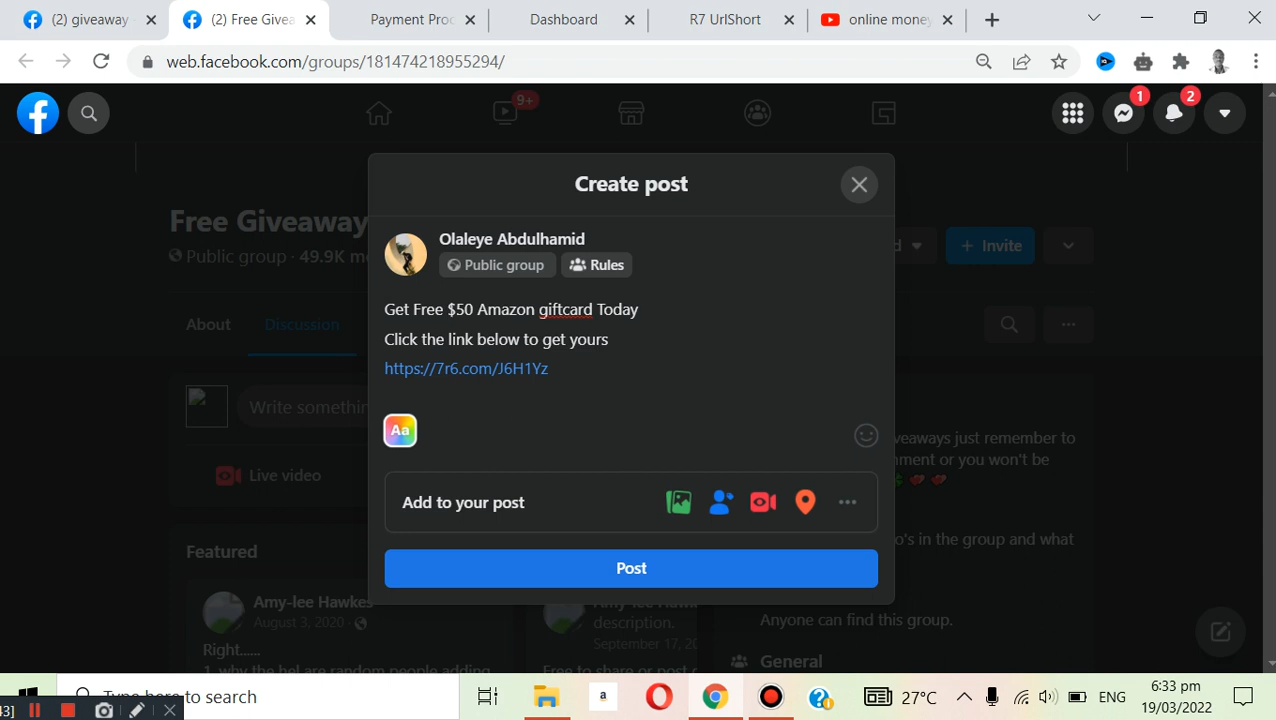 (2) giveaway
(2) Free Givea
Payment Proc
Dashboard
R7 UrlShort
online money
web.facebook.com/groups/181474218955294/
9+
1
2
Create post
Free Giveaway
Public group · 49.9K m
+ Invite
Olaleye Abdulhamid
Public group
Rules
About
Discussion
Get Free $50 Amazon giftcard Today
Click the link below to get yours
https://7r6.com/J6H1Yz
Write somethin
Aa
veaways just remember to
ment or you won't be
Live video
Add to your post
o's in the group and what
Featured
Post
Amy-lee Hawkes
August 3, 2020
description.
September 17, 20
Anyone can find this group.
Right......
1. why the hel are random people adding
Free to share or post
General
Type here to search
a
27°C
ENG
6:33 pm
19/03/2022
43]